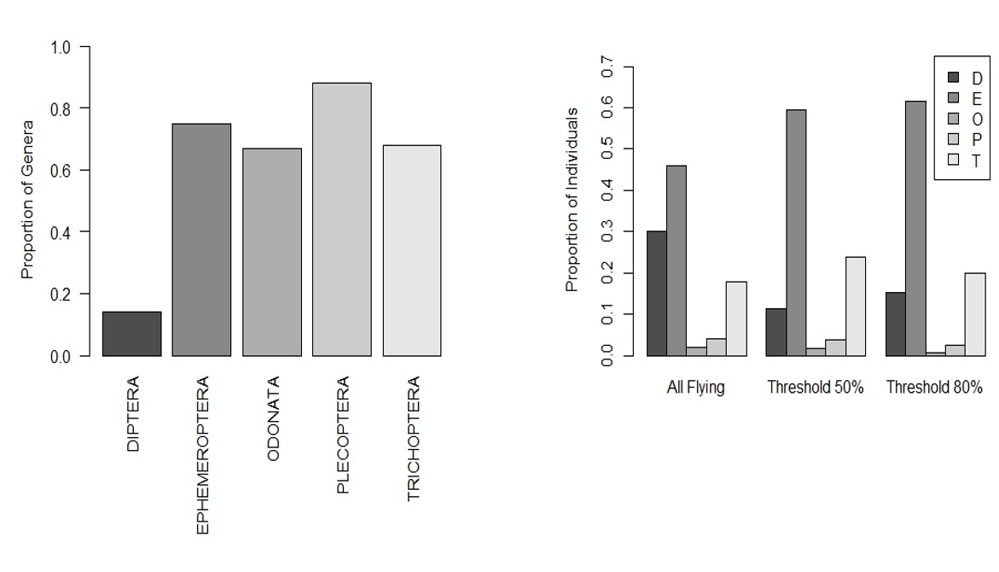 Proportion of Genera
1.0
0.8
0.6
0.4
0.2
0.0
DIPTERA
EPHEMEROPTERA
ODONATA
PLECOPTERA
TRICHOPTERA
Proportion of Individuals
0.7
0.6
0.5
0.4
0.3
0.2
0.1
0.0
All Flying
Threshold 50%
Threshold 80%
D
E
O
P
T